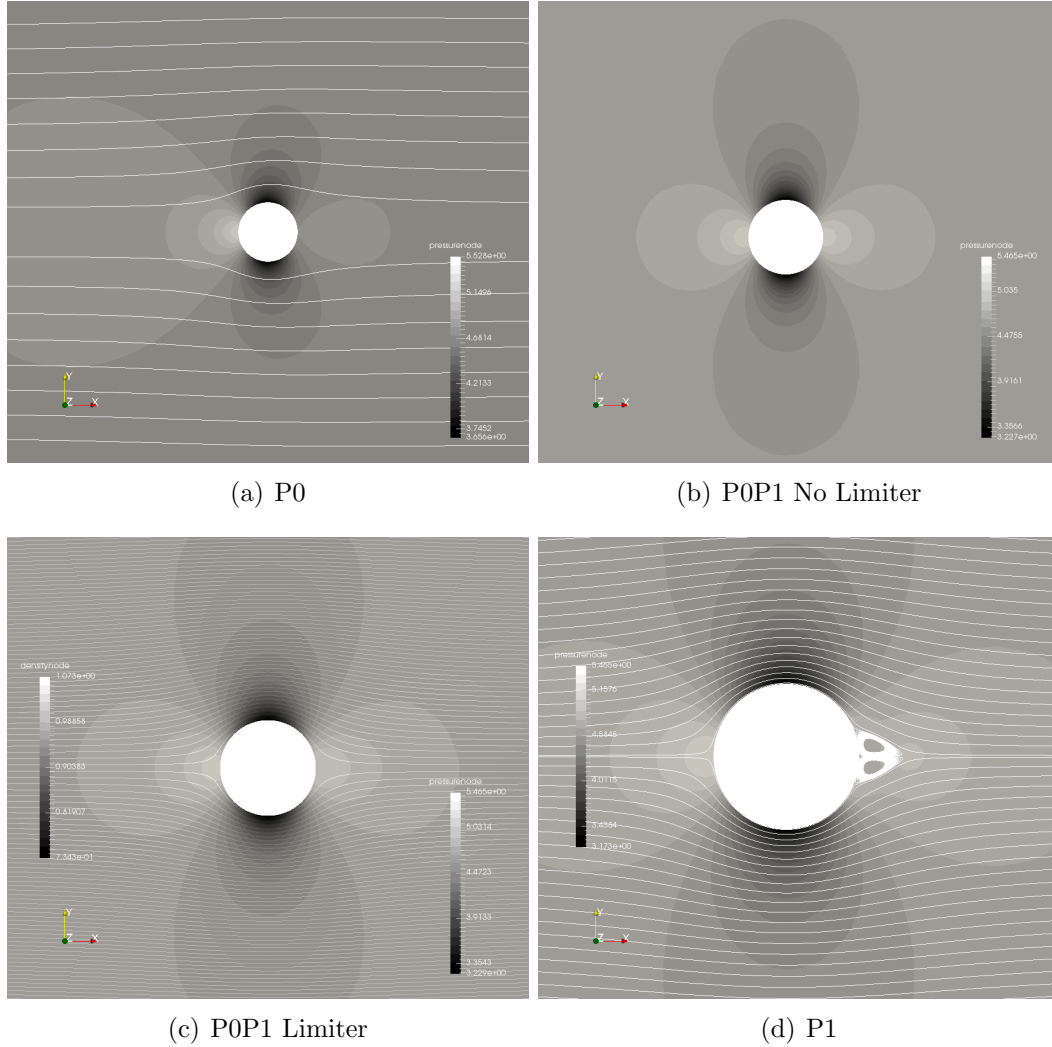 pressurenode
5.528e+00
5.1496
4.6814
4.2133
3.7452
3.656e+00
Y
Z
X
(a) P0
pressurenode
5.465e+00
5.035
4.4755
3.9161
3.3566
3.227e+00
Y
Z
X
(b) P0P1 No Limiter
densitynode
1.073e+00
0.98858
0.90383
0.81907
7.343e-01
pressurenode
5.465e+00
5.0314
4.4723
3.9133
3.3543
3.229e+00
Y
Z
X
(c) P0P1 Limiter
pressurenode
5.465e+00
5.1576
4.5845
4.0115
3.4384
3.173e+00
Y
Z
X
(d) P1